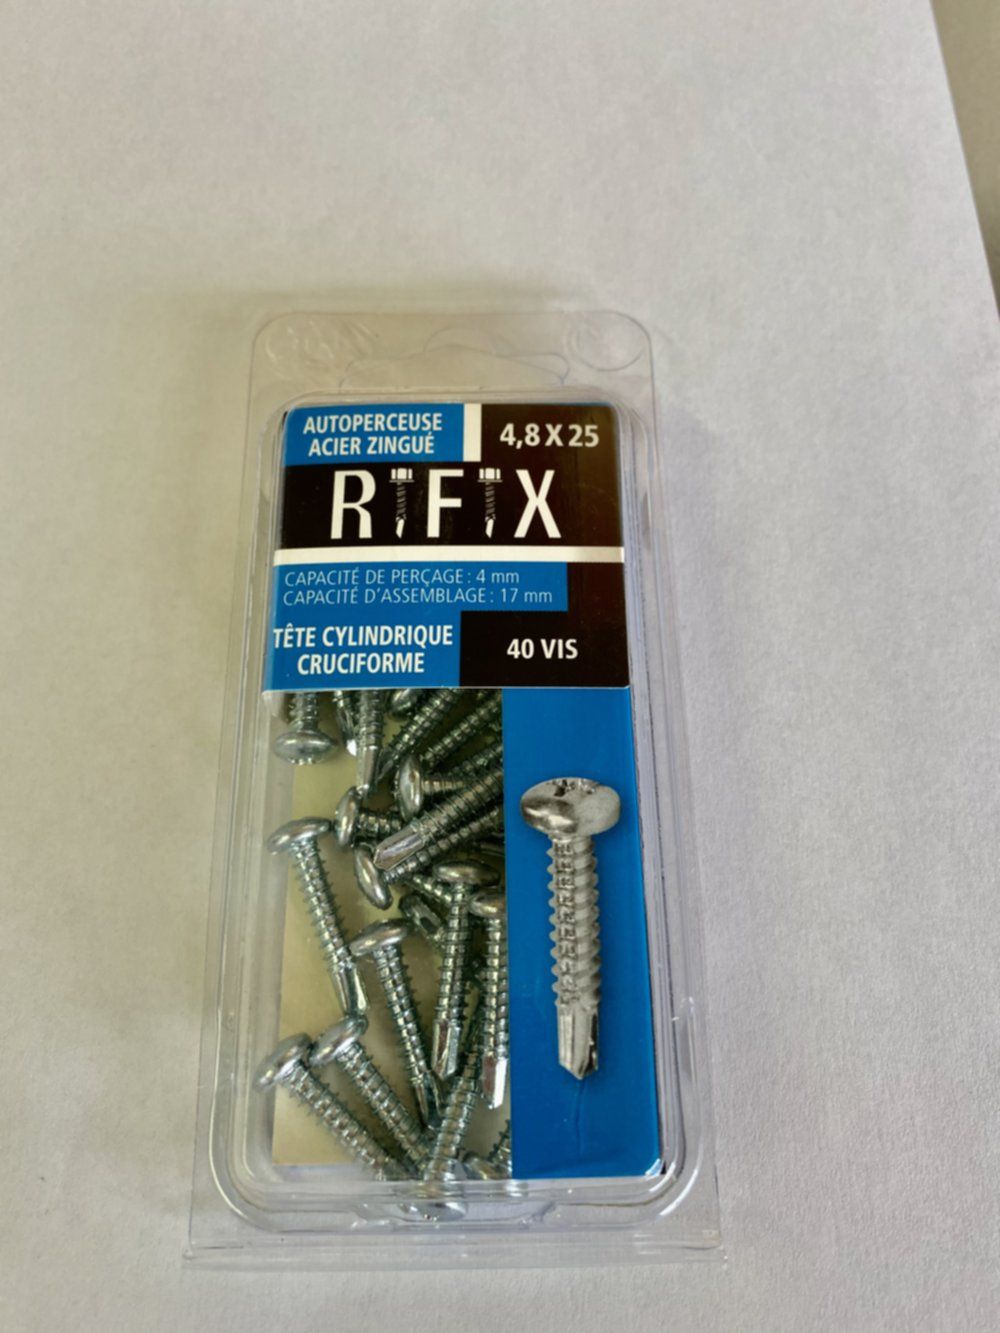 AUTOPERCEUSE
ACIER ZINGUÉ
4,8 X 25
RIFIX
CAPACITÉ DE PERÇAGE : 4 mm
CAPACITÉ D'ASSEMBLAGE : 17 mm
TÊTE CYLINDRIQUE
CRUCIFORME
40 VIS